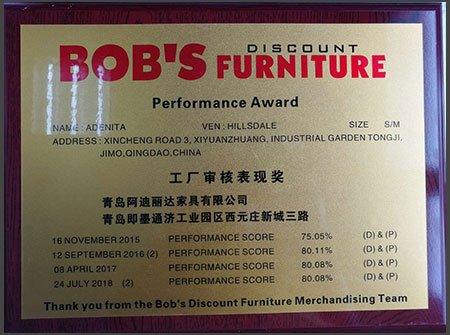 BOB'S DISCOUNT FURNITURE
Performance Award
NAME : ADENITA VEN : HILLSDALE SIZE S/M
ADDRESS : XINCHENG ROAD 3, XIYUANZHUANG, INDUSTRIAL GARDEN TONGJI,
JIMO,QINGDAO,CHINA
工厂审核表现奖
青岛阿迪丽达家具有限公司
青岛即墨通济工业园区西元庄新城三路
16 NOVEMBER 2015 PERFORMANCE SCORE 75.05% (D) & (P)
12 SEPTEMBER 2016 (2) PERFORMANCE SCORE 80.11% (D) & (P)
08 APRIL 2017 PERFORMANCE SCORE 80.08% (D) & (P)
24 JULY 2018 (2) PERFORMANCE SCORE 80.08% (D) & (P)
Thank you from the Bob's Discount Furniture Merchandising Team